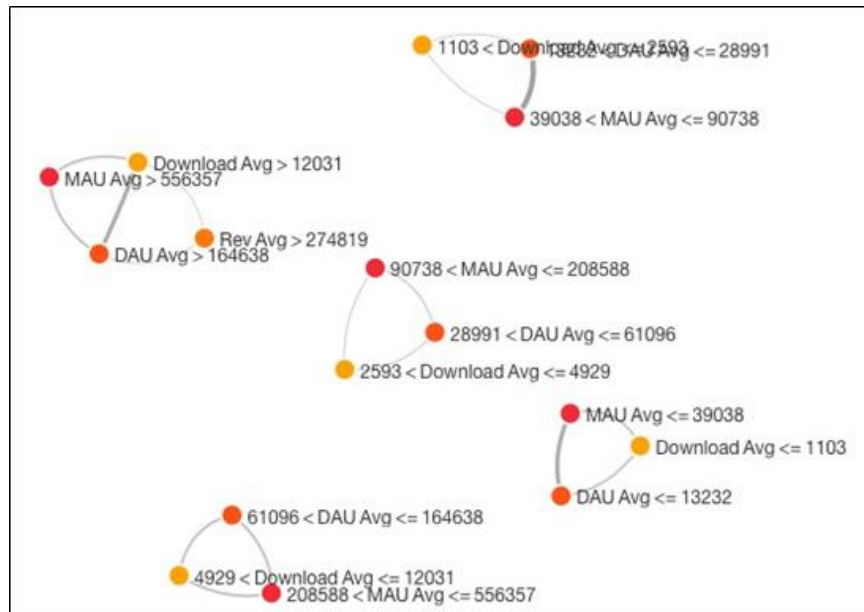 1103 < Download Avg <= 2593
13232 < DAU Avg <= 28991
39038 < MAU Avg <= 90738
Download Avg > 12031
MAU Avg > 556357
Rev Avg > 274819
DAU Avg > 164638
90738 < MAU Avg <= 208588
28991 < DAU Avg <= 61096
2593 < Download Avg <= 4929
MAU Avg <= 39038
Download Avg <= 1103
DAU Avg <= 13232
61096 < DAU Avg <= 164638
4929 < Download Avg <= 12031
208588 < MAU Avg <= 556357